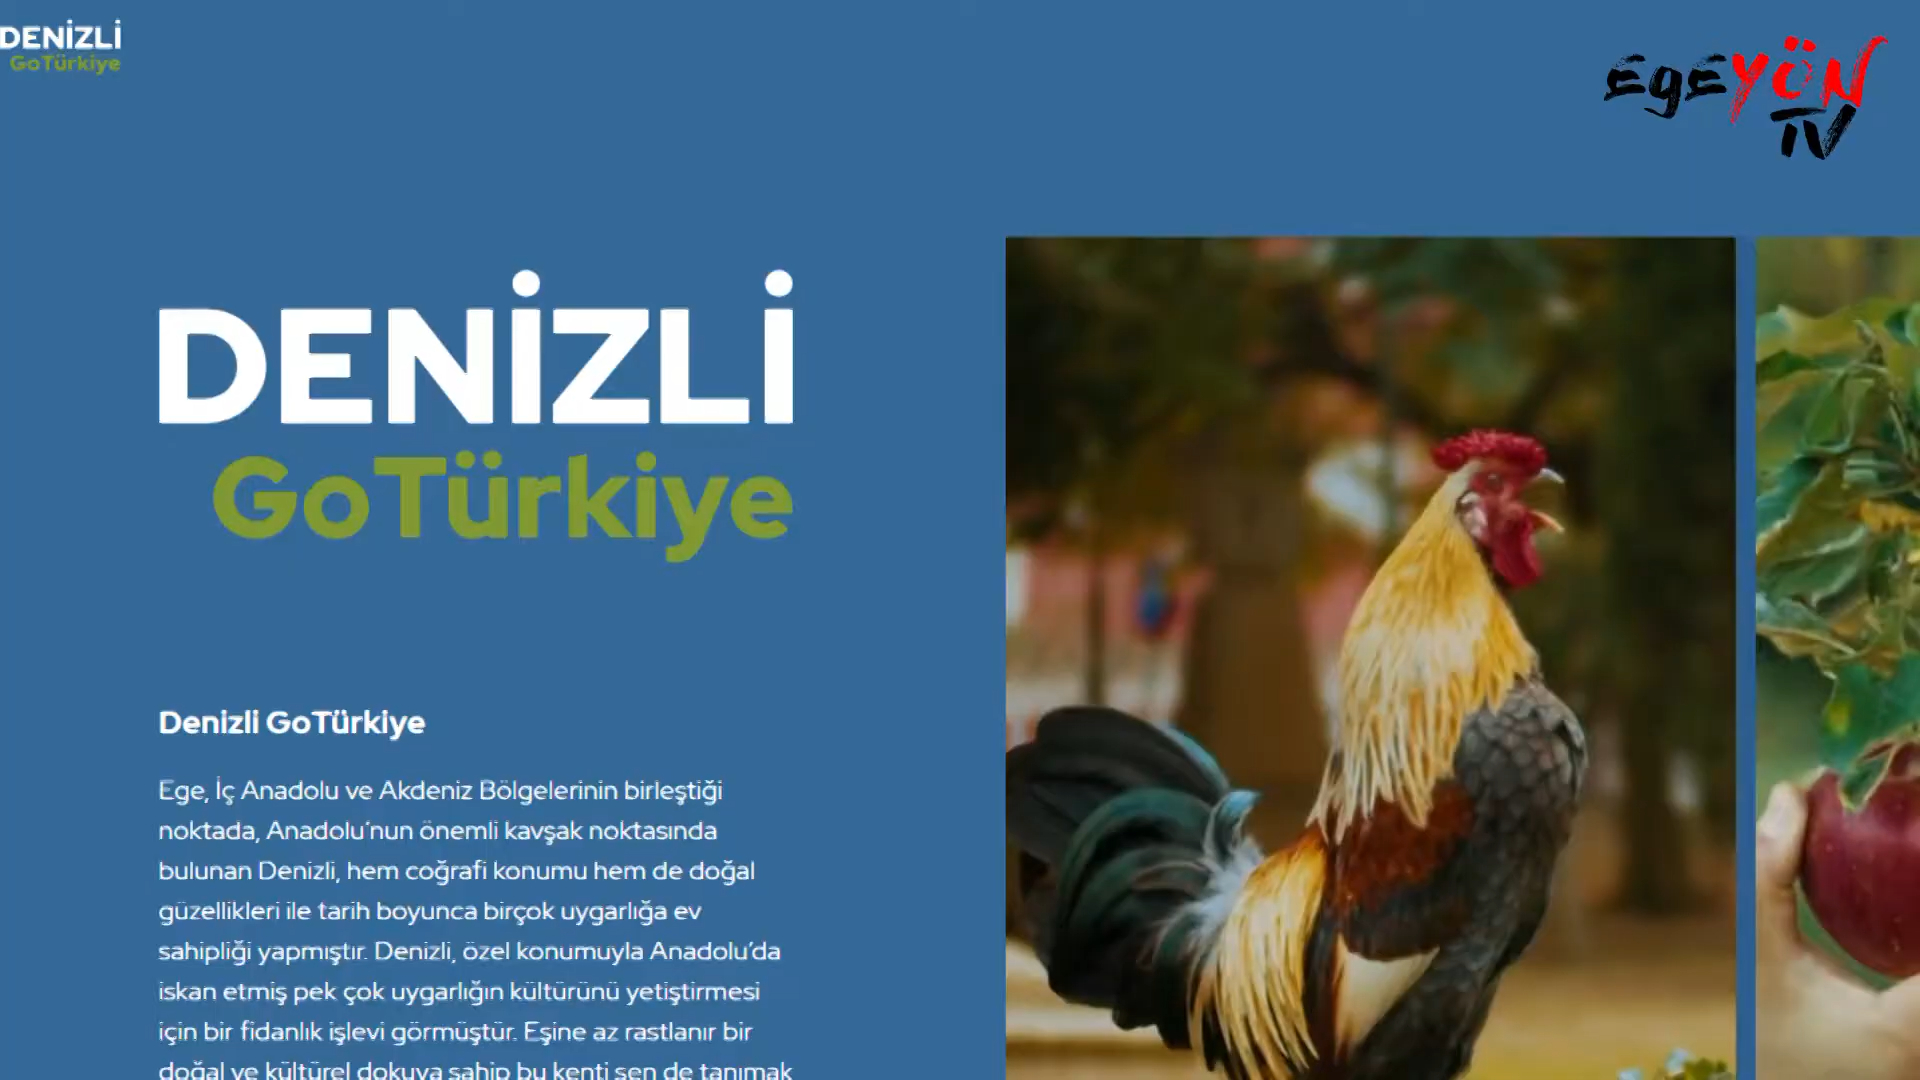 DENİZLİ
GoTürkiye
EgEYÖN
TV
DENİZLİ
GoTürkiye
Denizli GoTürkiye
Ege, İç Anadolu ve Akdeniz Bölgelerinin birleştiği
noktada, Anadolu’nun önemli kavşak noktasında
bulunan Denizli, hem coğrafi konumu hem de doğal
güzellikleri ile tarih boyunca birçok uygarlığa ev
sahipliği yapmıştır. Denizli, özel konumuyla Anadolu’da
iskan etmiş pek çok uygarlığın kültürünü yetiştirmesi
için bir fidanlık işlevi görmüştür. Eşine az rastlanır bir
doğal ve kültürel dokuya sahip bu kenti sen de tanımak